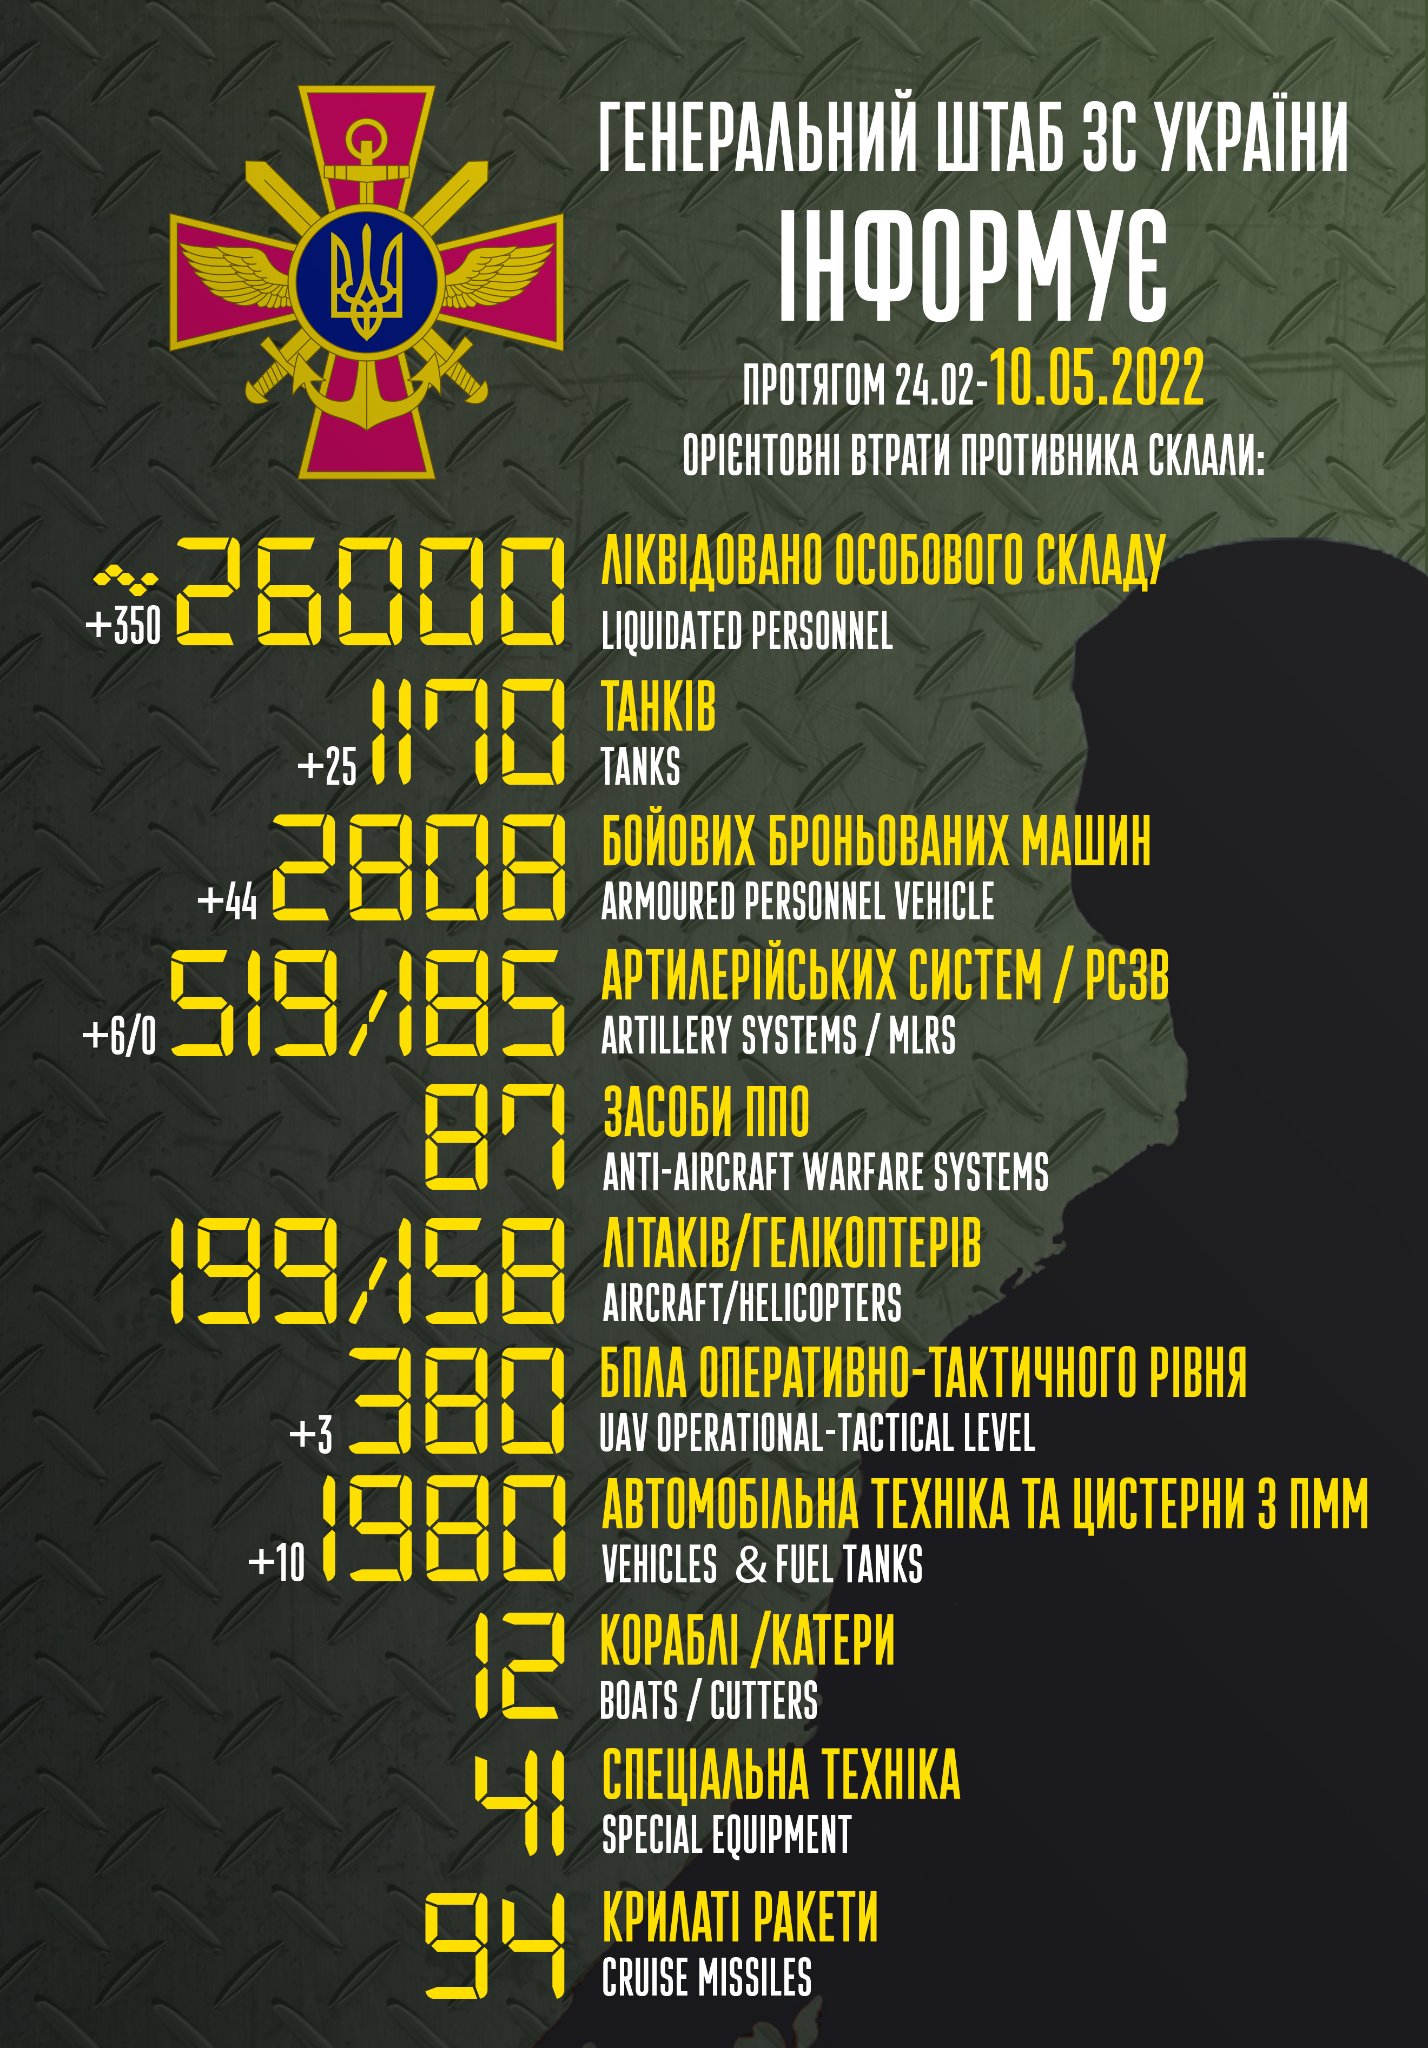 ГЕНЕРАЛЬНИЙ ШТАБ ЗС УКРАЇНИ
ІНФОРМУЄ
ПРОТЯГОМ 24.02-10.05.2022
ОРІЄНТОВНІ ВТРАТИ ПРОТИВНИКА СКЛАЛИ:
+350 ~26000 ЛІКВІДОВАНО ОСОБОВОГО СКЛАДУ
LIQUIDATED PERSONNEL
+25 1170 ТАНКІВ
TANKS
+44 2808 БОЙОВИХ БРОНЬОВАНИХ МАШИН
ARMOURED PERSONNEL VEHICLE
+6/0 519/185 АРТИЛЕРІЙСЬКИХ СИСТЕМ / РСЗВ
ARTILLERY SYSTEMS / MLRS
87 ЗАСОБИ ППО
ANTI-AIRCRAFT WARFARE SYSTEMS
199/158 ЛІТАКІВ/ГЕЛІКОПТЕРІВ
AIRCRAFT/HELICOPTERS
+3 380 БПЛА ОПЕРАТИВНО-ТАКТИЧНОГО РІВНЯ
UAV OPERATIONAL-TACTICAL LEVEL
+10 1980 АВТОМОБІЛЬНА ТЕХНІКА ТА ЦИСТЕРНИ З ПММ
VEHICLES & FUEL TANKS
12 КОРАБЛІ /КАТЕРИ
BOATS / CUTTERS
41 СПЕЦІАЛЬНА ТЕХНІКА
SPECIAL EQUIPMENT
94 КРИЛАТІ РАКЕТИ
CRUISE MISSILES